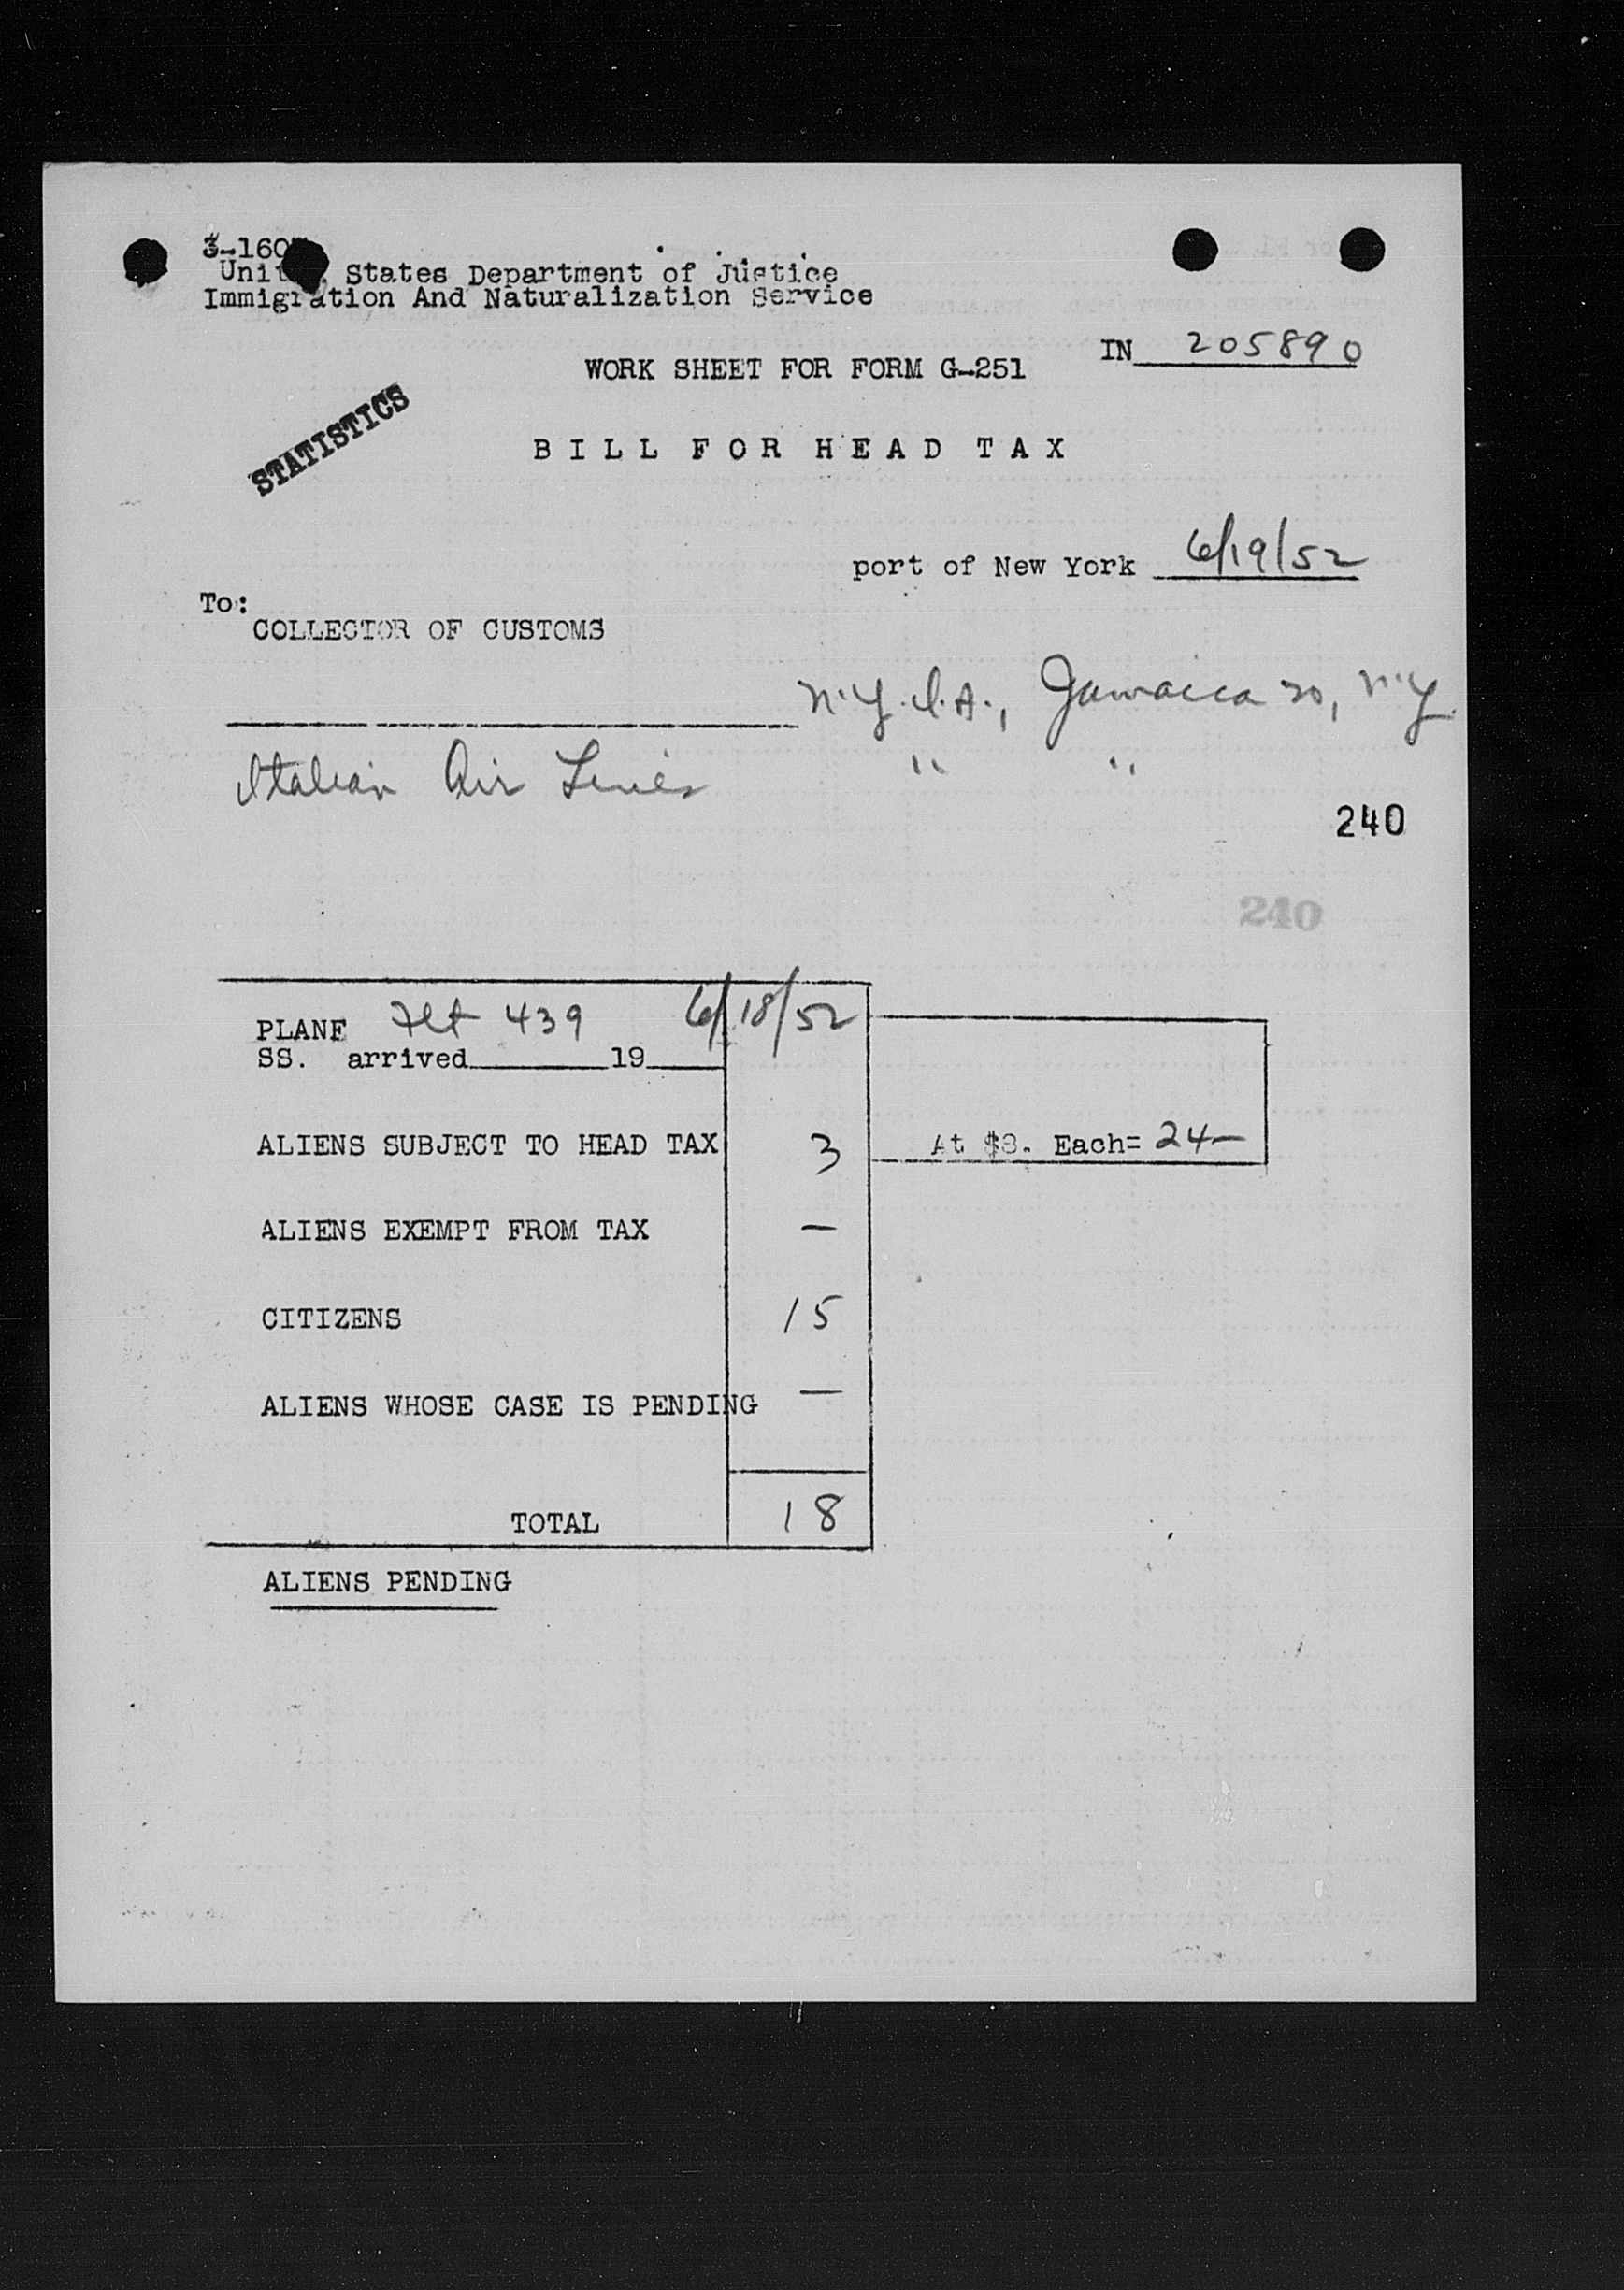 3-160
United States Department of Justice
Immigration And Naturalization Service
IN 205890
WORK SHEET FOR FORM G-251
STATISTICS
BILL FOR HEAD TAX
port of New York 6/19/52
To:
COLLECTOR OF CUSTOMS
N.Y.I.A., Jamaica 20, N.Y.
Italian Air Lines " "
240
240
PLANE Flt 439 6/18/52
SS. arrived 19
ALIENS SUBJECT TO HEAD TAX 3 At $8. Each= 24—
ALIENS EXEMPT FROM TAX —
CITIZENS 15
ALIENS WHOSE CASE IS PENDING —
TOTAL 18
ALIENS PENDING